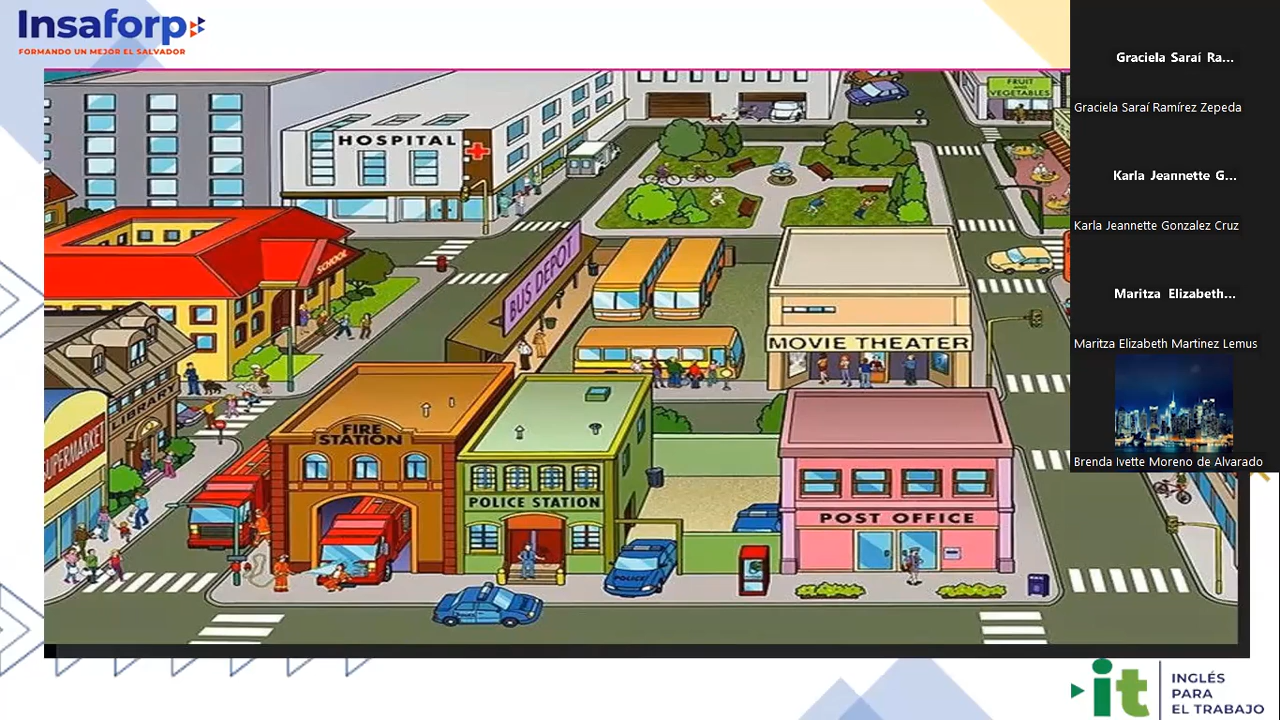 Insaforp
FORMANDO UN MEJOR EL SALVADOR
Graciela Saraí Ra...
Graciela Saraí Ramírez Zepeda
Karla Jeannette G...
Karla Jeannette Gonzalez Cruz
Maritza Elizabeth...
Maritza Elizabeth Martinez Lemus
Brenda Ivette Moreno de Alvarado
FRUIT
AND
VEGETABLES
HOSPITAL
SCHOOL
BUS DEPOT
MOVIE THEATER
LIBRARY
SUPERMARKET
FIRE
STATION
POLICE STATION
POLICE
POST OFFICE
it
INGLÉS
PARA
EL TRABAJO